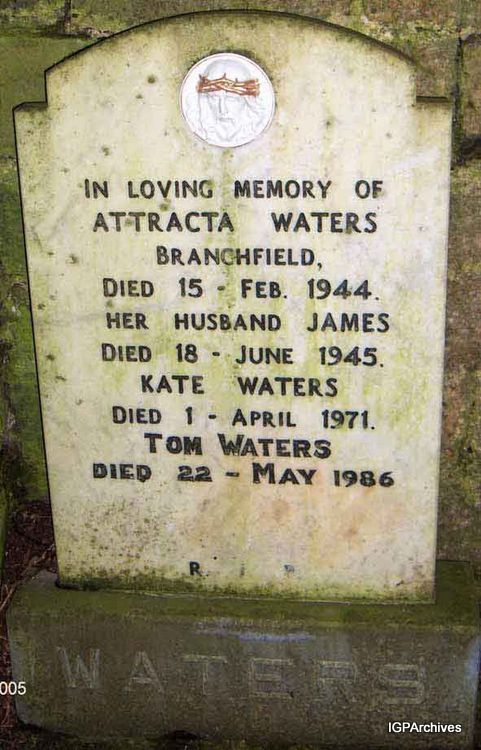 IN LOVING MEMORY OF
ATTRACTA WATERS
BRANCHFIELD,
DIED 15 - FEB. 1944.
HER HUSBAND JAMES
DIED 18 - JUNE 1945.
KATE WATERS
DIED 1 - APRIL 1971.
TOM WATERS
DIED 22 - MAY 1986
R I
WATERS
005
IGPArchives